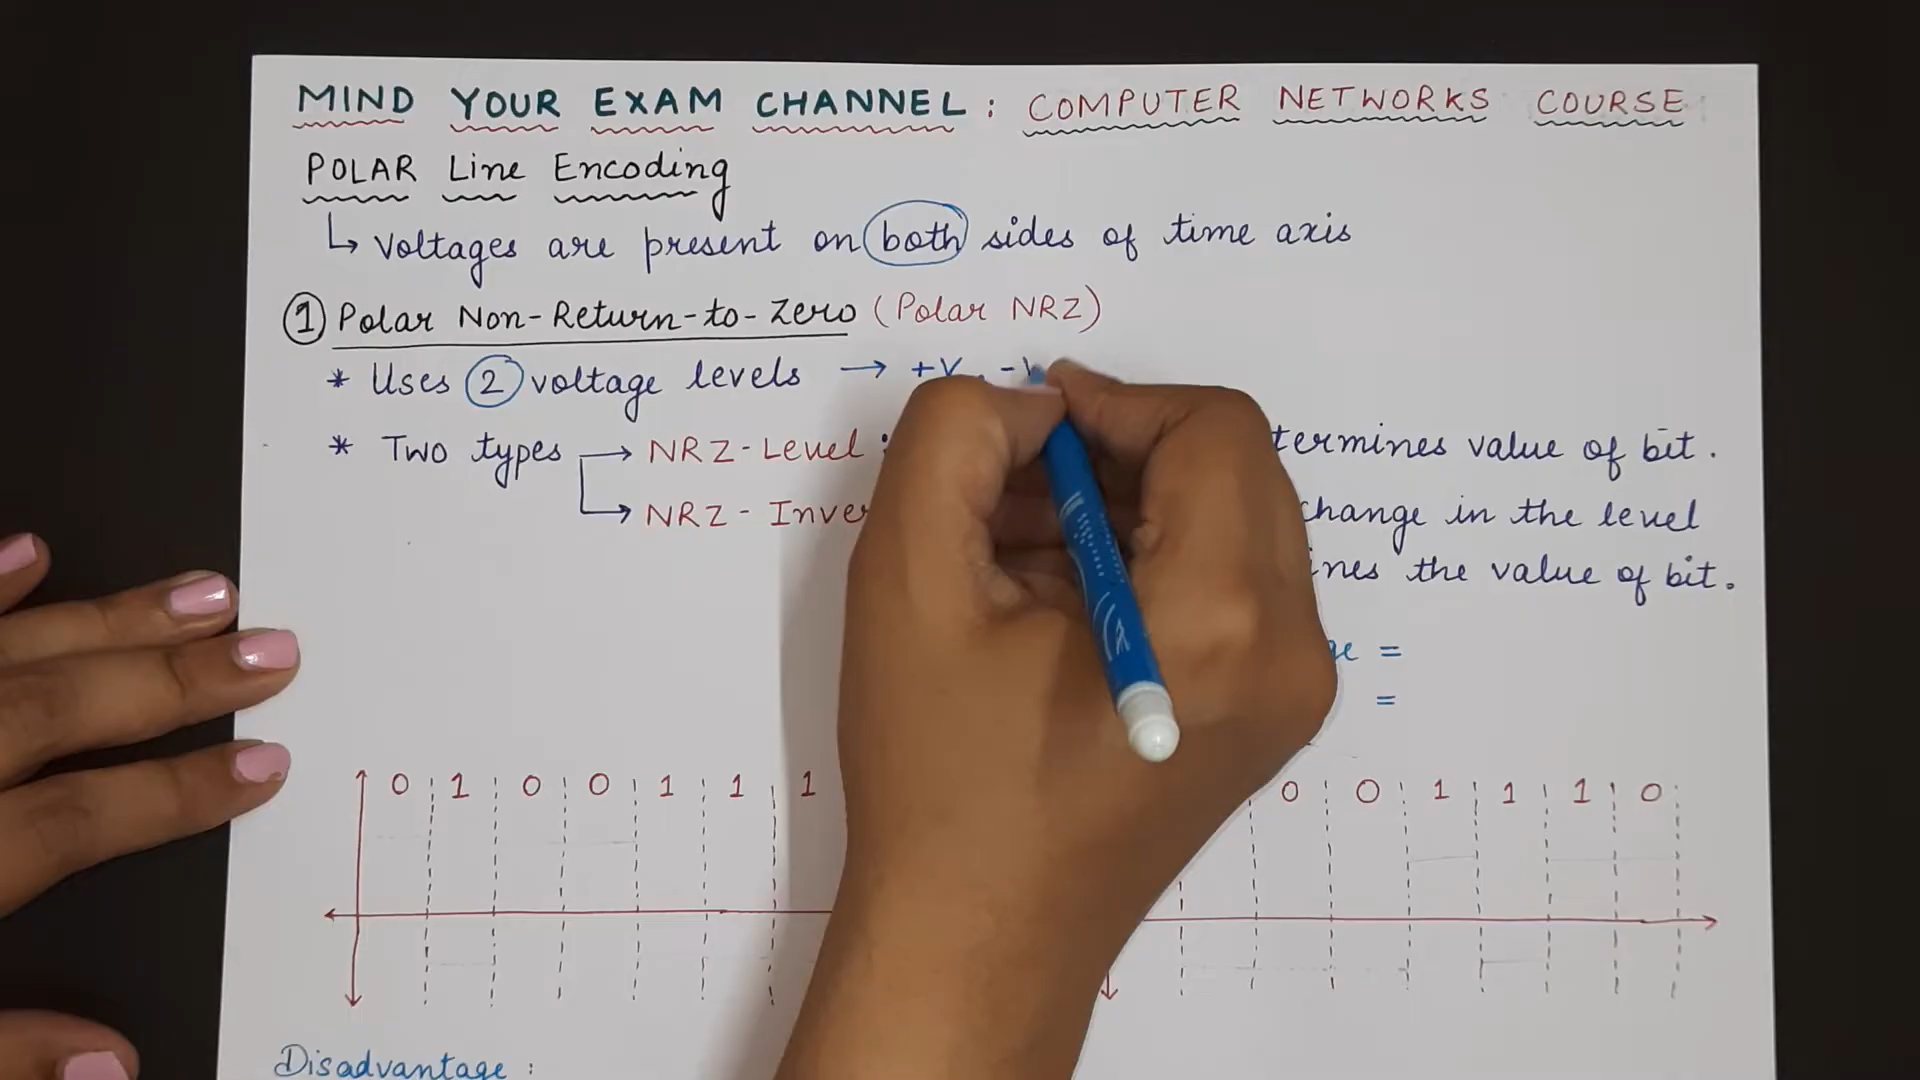 MIND YOUR EXAM CHANNEL : COMPUTER NETWORKS COURSE
POLAR Line Encoding
↳ Voltages are present on both sides of time axis
① Polar Non-Return-to-Zero (Polar NRZ)
* Uses 2 voltage levels → +V, -V
* Two types → NRZ-Level : termines value of bit.
→ NRZ - Inver change in the level
ines the value of bit.
=
=
0 1 0 0 1 1 1 0 0 1 1 1 0
Disadvantage :